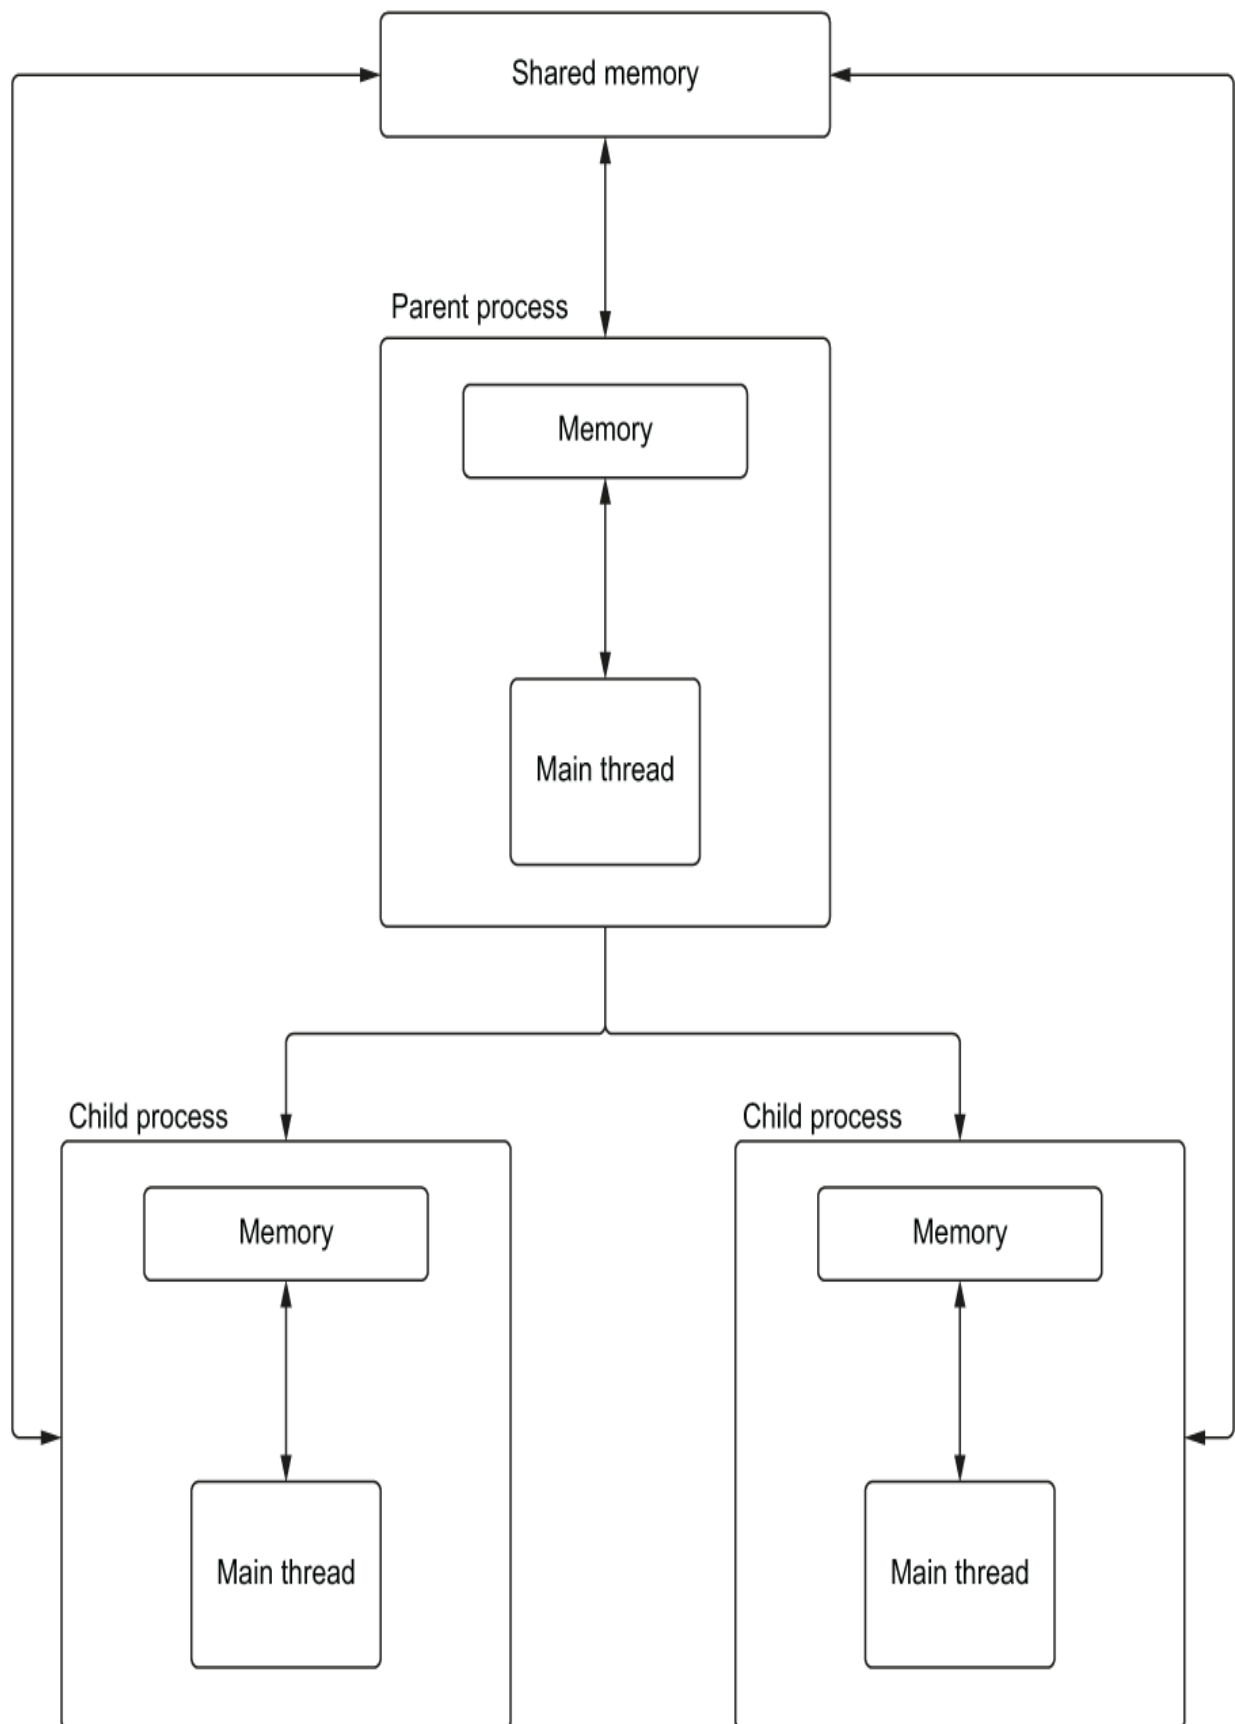 Shared memory
Parent process
Memory
Main thread
Child process
Child process
Memory
Memory
Main thread
Main thread